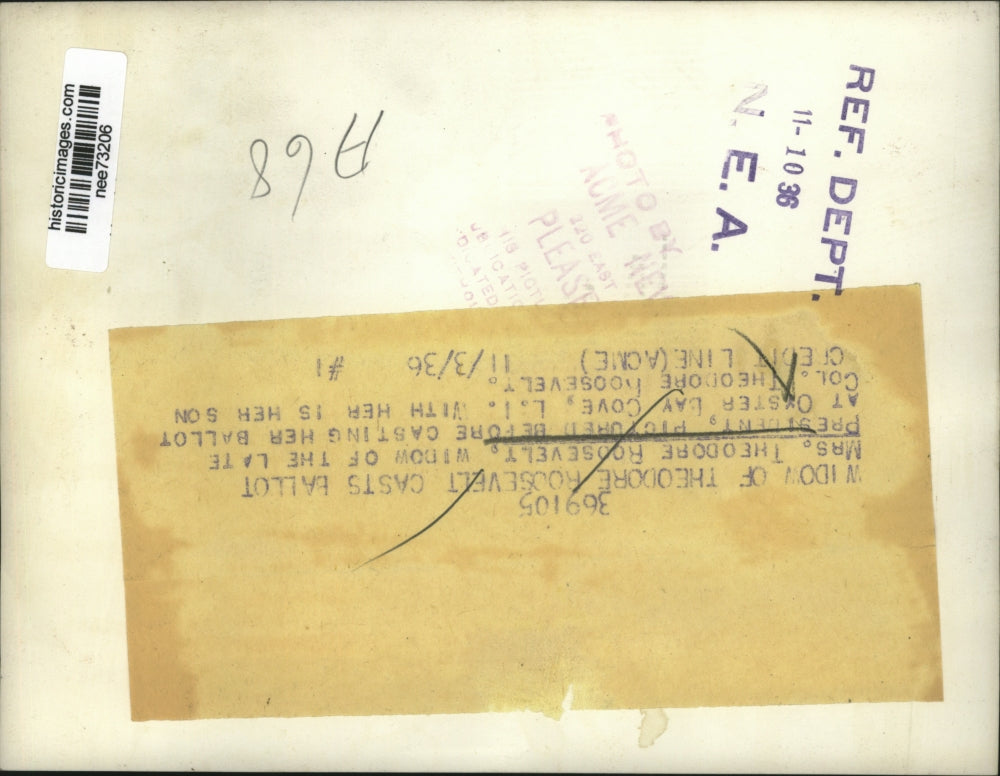 historicimages.com
nee73206
A68
REF. DEPT.
11-10 36
N. E. A.
PHOTO BY
ACME NEW
220 EAST
PLEASE
369105
WIDOW OF THEODORE ROOSEVELT CASTS BALLOT
MRS. THEODORE ROOSEVELT, WIDOW OF THE LATE
PRESIDENT, PICTURED BEFORE CASTING HER BALLOT
AT OYSTER BAY COVE, L.I. WITH HER IS HER SON
COL. THEODORE ROOSEVELT.
CREDIT LINE(ACME) 11/3/36 #1